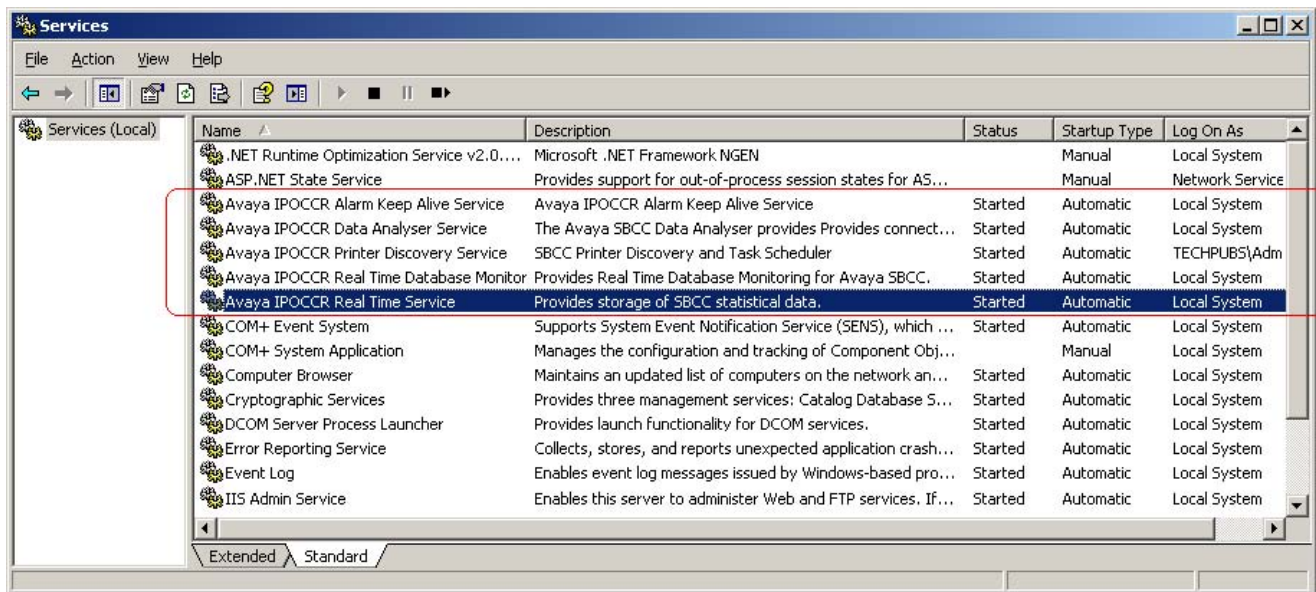 Services
File Action View Help
Services (Local)
Name Description Status Startup Type Log On As
.NET Runtime Optimization Service v2.0.... Microsoft .NET Framework NGEN Manual Local System
ASP.NET State Service Provides support for out-of-process session states for AS... Manual Network Service
Avaya IPOCCR Alarm Keep Alive Service Avaya IPOCCR Alarm Keep Alive Service Started Automatic Local System
Avaya IPOCCR Data Analyser Service The Avaya SBCC Data Analyser provides Provides connect... Started Automatic Local System
Avaya IPOCCR Printer Discovery Service SBCC Printer Discovery and Task Scheduler Started Automatic TECHPUBS\Adm
Avaya IPOCCR Real Time Database Monitor Provides Real Time Database Monitoring for Avaya SBCC. Started Automatic Local System
Avaya IPOCCR Real Time Service Provides storage of SBCC statistical data. Started Automatic Local System
COM+ Event System Supports System Event Notification Service (SENS), which ... Started Automatic Local System
COM+ System Application Manages the configuration and tracking of Component Obj... Manual Local System
Computer Browser Maintains an updated list of computers on the network an... Started Automatic Local System
Cryptographic Services Provides three management services: Catalog Database S... Started Automatic Local System
DCOM Server Process Launcher Provides launch functionality for DCOM services. Started Automatic Local System
Error Reporting Service Collects, stores, and reports unexpected application crash... Started Automatic Local System
Event Log Enables event log messages issued by Windows-based pro... Started Automatic Local System
IIS Admin Service Enables this server to administer Web and FTP services. If... Started Automatic Local System
Extended Standard